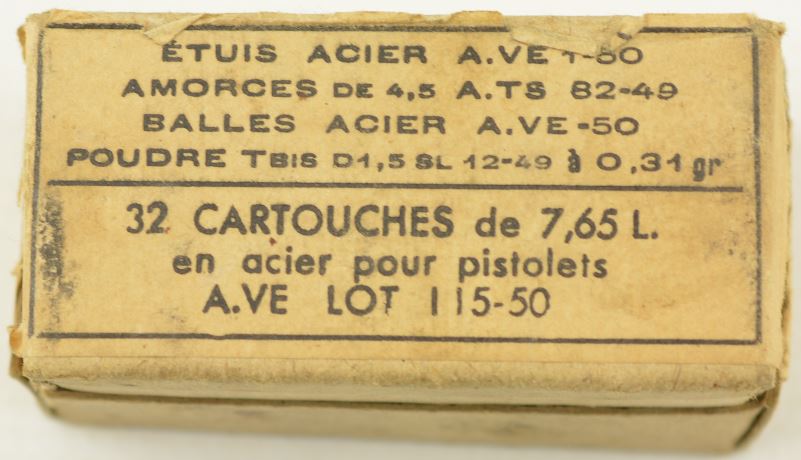 ÉTUIS ACIER A.VE 1-50
AMORCES DE 4,5 A.TS 82-49
BALLES ACIER A.VE-50
POUDRE TBIS D1,5 SL 12-49 à 0,31 gr
32 CARTOUCHES de 7,65 L.
en acier pour pistolets
A.VE LOT 115-50